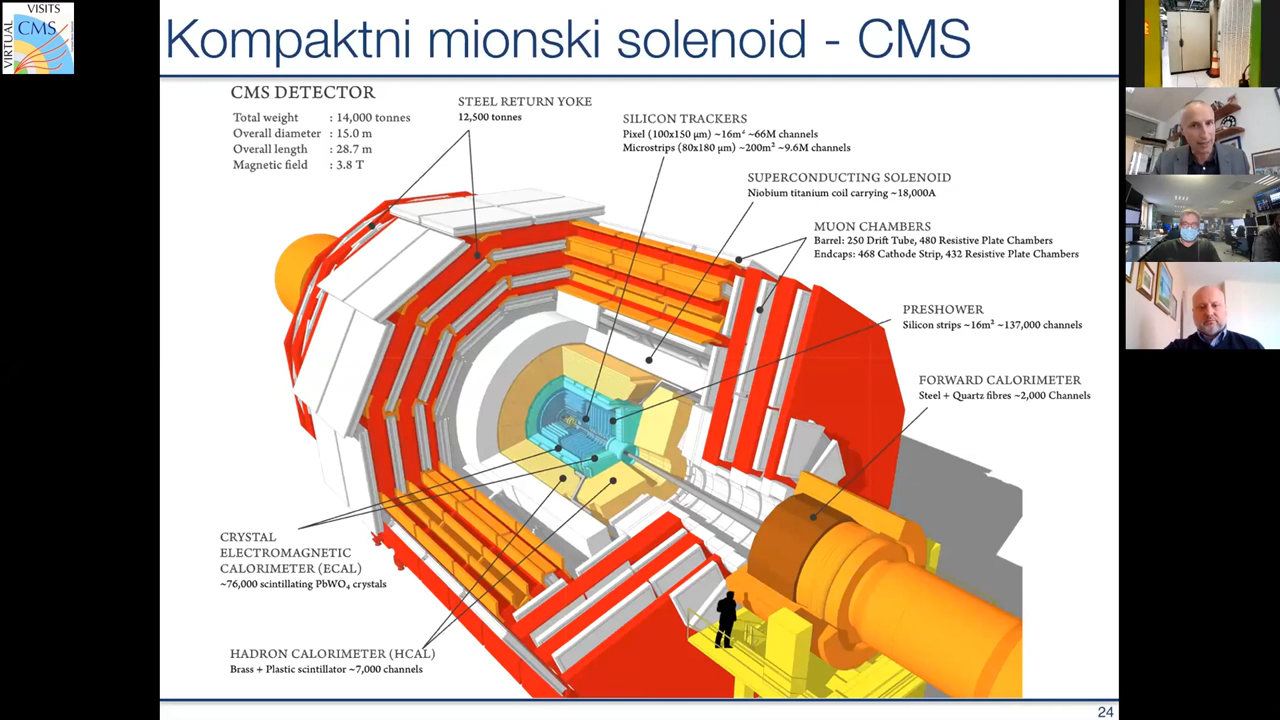 VIRTUAL
VISITS
CMS
Kompaktni mionski solenoid - CMS
CMS DETECTOR
Total weight : 14,000 tonnes
Overall diameter : 15.0 m
Overall length : 28.7 m
Magnetic field : 3.8 T
STEEL RETURN YOKE
12,500 tonnes
SILICON TRACKERS
Pixel (100x150 μm) ~16m² ~66M channels
Microstrips (80x180 μm) ~200m² ~9.6M channels
SUPERCONDUCTING SOLENOID
Niobium titanium coil carrying ~18,000A
MUON CHAMBERS
Barrel: 250 Drift Tube, 480 Resistive Plate Chambers
Endcaps: 468 Cathode Strip, 432 Resistive Plate Chambers
PRESHOWER
Silicon strips ~16m² ~137,000 channels
FORWARD CALORIMETER
Steel + Quartz fibres ~2,000 Channels
CRYSTAL
ELECTROMAGNETIC
CALORIMETER (ECAL)
~76,000 scintillating PbWO₄ crystals
HADRON CALORIMETER (HCAL)
Brass + Plastic scintillator ~7,000 channels
24